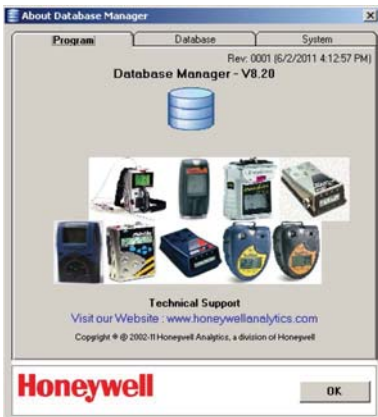 About Database Manager
Program Database System
Rev: 0001 (6/2/2011 4:12:57 PM)
Database Manager - V8.20
Technical Support
Visit our Website : www.honeywellanalytics.com
Copyright ® © 2002-11 Honeywell Analytics, a division of Honeywell
Honeywell
OK